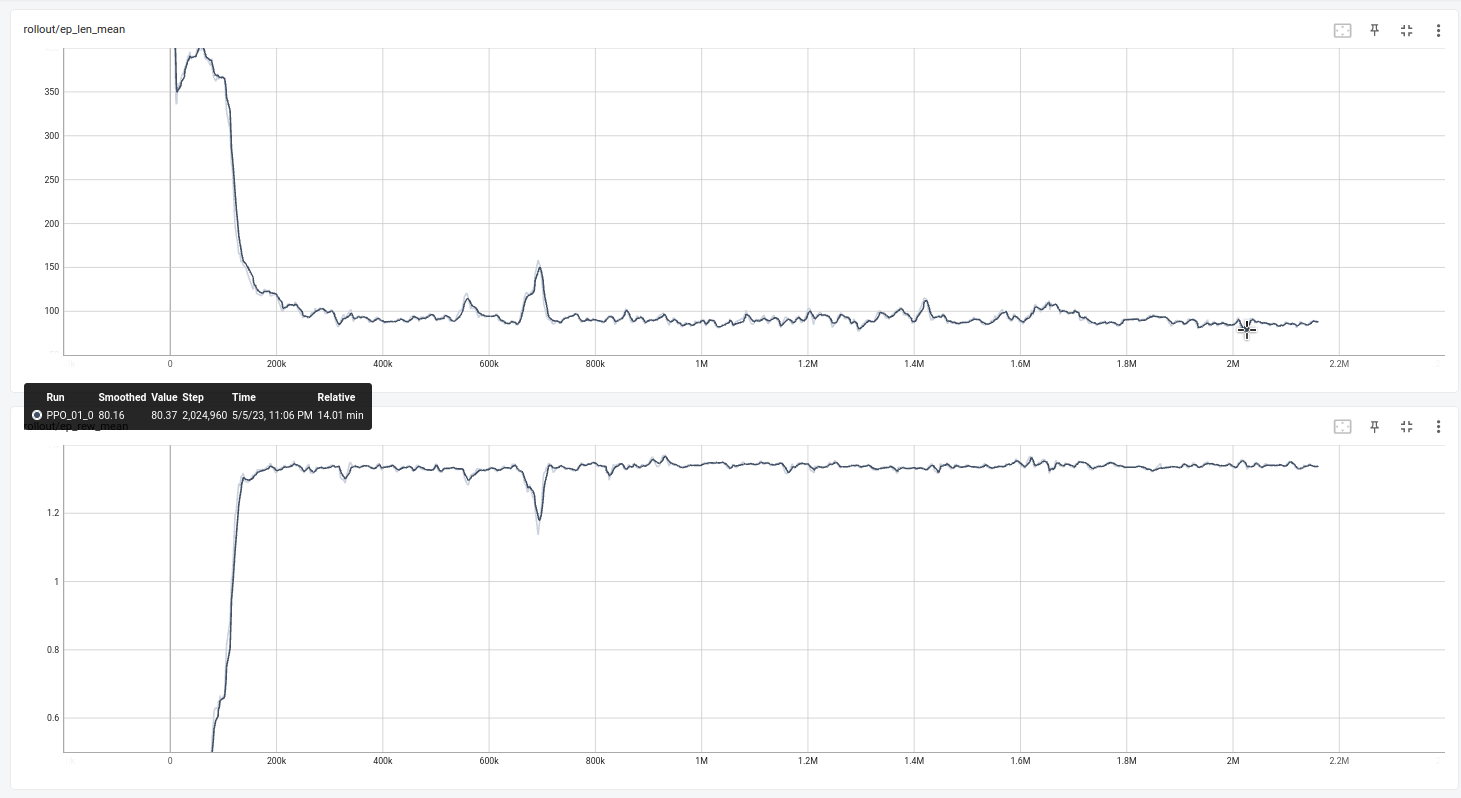 rollout/ep_len_mean
350
300
250
200
150
100
0 200k 400k 600k 800k 1M 1.2M 1.4M 1.6M 1.8M 2M 2.2M
Run Smoothed Value Step Time Relative
PPO_01_0 80.16 80.37 2,024,960 5/5/23, 11:06 PM 14.01 min
rollout/ep_rew_mean
1.2
1
0.8
0.6
0 200k 400k 600k 800k 1M 1.2M 1.4M 1.6M 1.8M 2M 2.2M